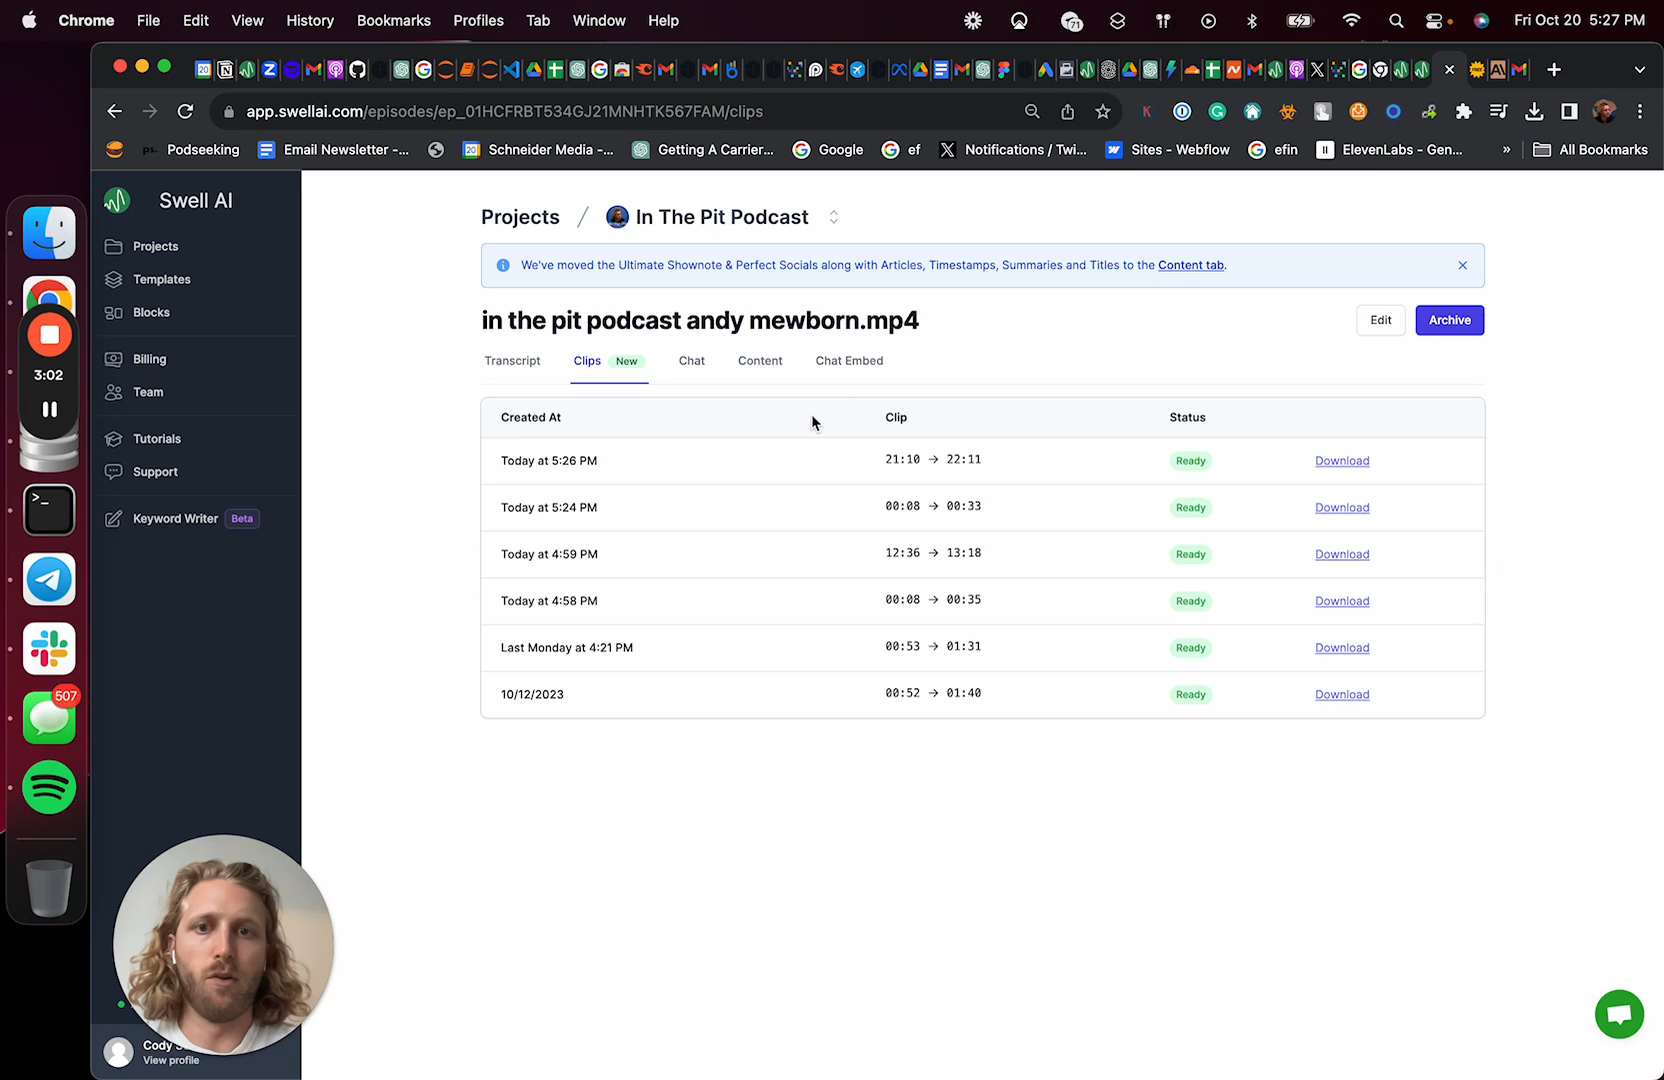 Chrome File Edit View History Bookmarks Profiles Tab Window Help
71
Fri Oct 20 5:27 PM
app.swellai.com/episodes/ep_01HCFRBT534GJ21MNHTK567FAM/clips
ps. Podseeking Email Newsletter -... Schneider Media -... Getting A Carrier... Google ef Notifications / Twi... Sites - Webflow efin ElevenLabs - Gen... » All Bookmarks
Swell AI
Projects
Templates
Blocks
Billing
Team
Tutorials
Support
Keyword Writer Beta
3:02
507
Projects / In The Pit Podcast
We've moved the Ultimate Shownote & Perfect Socials along with Articles, Timestamps, Summaries and Titles to the Content tab.
in the pit podcast andy mewborn.mp4
Edit Archive
Transcript Clips New Chat Content Chat Embed
Created At Clip Status
Today at 5:26 PM 21:10 → 22:11 Ready Download
Today at 5:24 PM 00:08 → 00:33 Ready Download
Today at 4:59 PM 12:36 → 13:18 Ready Download
Today at 4:58 PM 00:08 → 00:35 Ready Download
Last Monday at 4:21 PM 00:53 → 01:31 Ready Download
10/12/2023 00:52 → 01:40 Ready Download
Cody
View profile